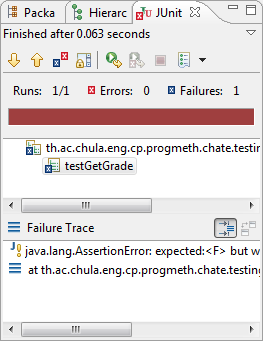 Packa Hierarc JUnit
Finished after 0.063 seconds
Runs: 1/1 Errors: 0 Failures: 1
th.ac.chula.eng.cp.progmeth.chate.testing
testGetGrade
Failure Trace
java.lang.AssertionError: expected:<F> but w
at th.ac.chula.eng.cp.progmeth.chate.testing